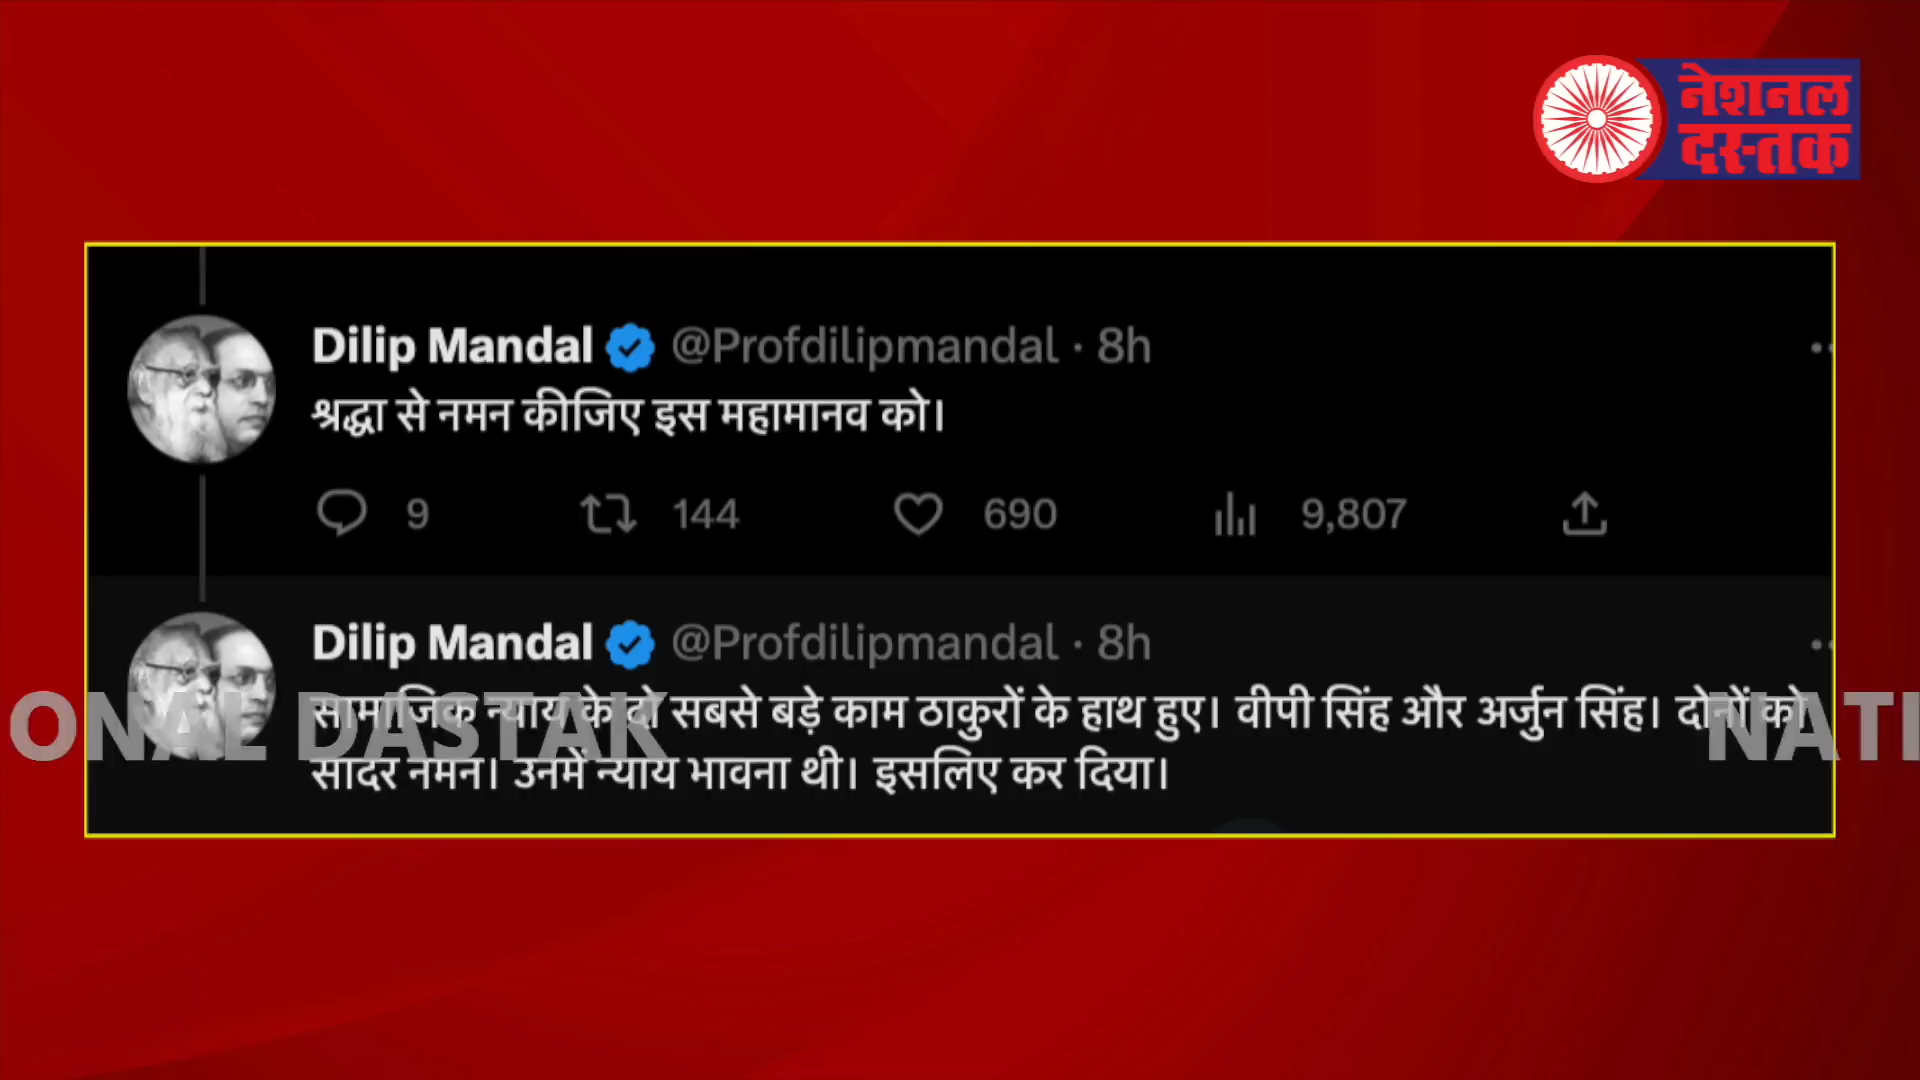 नेशनल
दस्तक
Dilip Mandal @Profdilipmandal · 8h
श्रद्धा से नमन कीजिए इस महामानव को।
9 144 690 9,807
Dilip Mandal @Profdilipmandal · 8h
सामाजिक न्याय के दो सबसे बड़े काम ठाकुरों के हाथ हुए। वीपी सिंह और अर्जुन सिंह। दोनों को
सादर नमन। उनमें न्याय भावना थी। इसलिए कर दिया।
ONAL DASTAK NATI